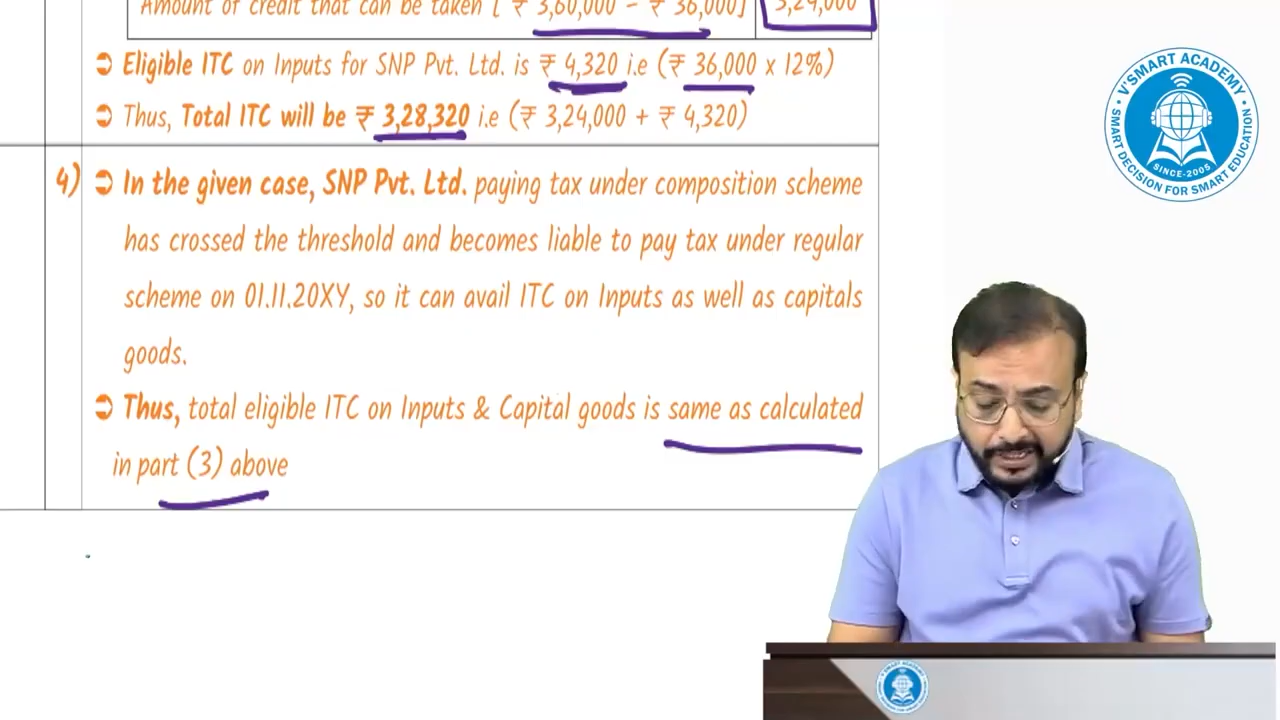 Amount of credit that can be taken [ ₹ 3,60,000 - ₹ 36,000] 3,24,000
➲ Eligible ITC on Inputs for SNP Pvt. Ltd. is ₹ 4,320 i.e (₹ 36,000 x 12%)
➲ Thus, Total ITC will be ₹ 3,28,320 i.e (₹ 3,24,000 + ₹ 4,320)
4) ➲ In the given case, SNP Pvt. Ltd. paying tax under composition scheme
has crossed the threshold and becomes liable to pay tax under regular
scheme on 01.11.20XY, so it can avail ITC on Inputs as well as capitals
goods.
➲ Thus, total eligible ITC on Inputs & Capital goods is same as calculated
in part (3) above
V'SMART ACADEMY
SINCE-2005
SMART DECISION FOR SMART EDUCATION